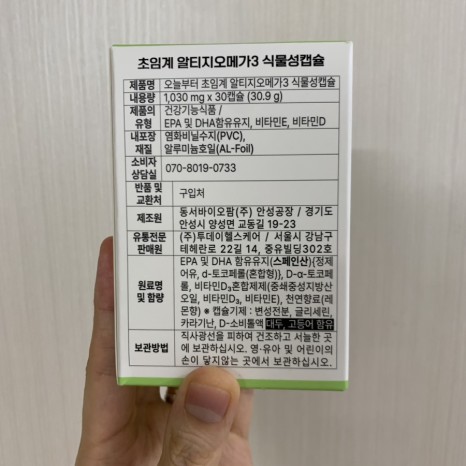 초임계 알티지오메가3 식물성캡슐
제품명 오늘부터 초임계 알티지오메가3 식물성캡슐
내용량 1,030 mg x 30캡슐 (30.9 g)
제품의 유형 건강기능식품 /
EPA 및 DHA함유유지, 비타민E, 비타민D
내포장 재질 염화비닐수지(PVC),
알루미늄호일(AL-Foil)
소비자 상담실 070-8019-0733
반품 및 교환처 구입처
제조원 동서바이오팜(주) 안성공장 / 경기도
안성시 양성면 교동길 19-23
유통전문 판매원 (주)투데이헬스케어 / 서울시 강남구
테헤란로 22길 14, 중유빌딩302호
원료명 및 함량 EPA 및 DHA 함유유지(스페인산){정제
어유, d-토코페롤(혼합형)}, D-α-토코페
롤, 비타민D₃혼합제제(중쇄중성지방산
오일, 비타민D₃, 비타민E), 천연향료(레
몬향) ※ 캡슐기제 : 변성전분, 글리세린,
카라기난, D-소비톨액 대두, 고등어 함유
보관방법 직사광선을 피하여 건조하고 서늘한 곳
에 보관하십시오. 영·유아 및 어린이의
손이 닿지않는 곳에서 보관하십시오.